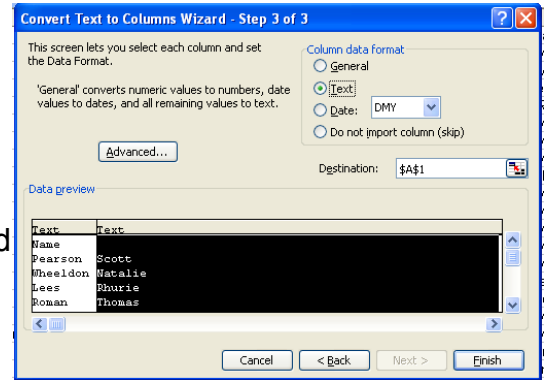 Convert Text to Columns Wizard - Step 3 of 3
This screen lets you select each column and set
the Data Format.
'General' converts numeric values to numbers, date
values to dates, and all remaining values to text.
Advanced...
Column data format
General
Text
Date: DMY
Do not import column (skip)
Destination: $A$1
Data preview
Text Text
Name
Pearson Scott
Wheeldon Natalie
Lees Rhurie
Roman Thomas
d
Cancel < Back Next > Finish